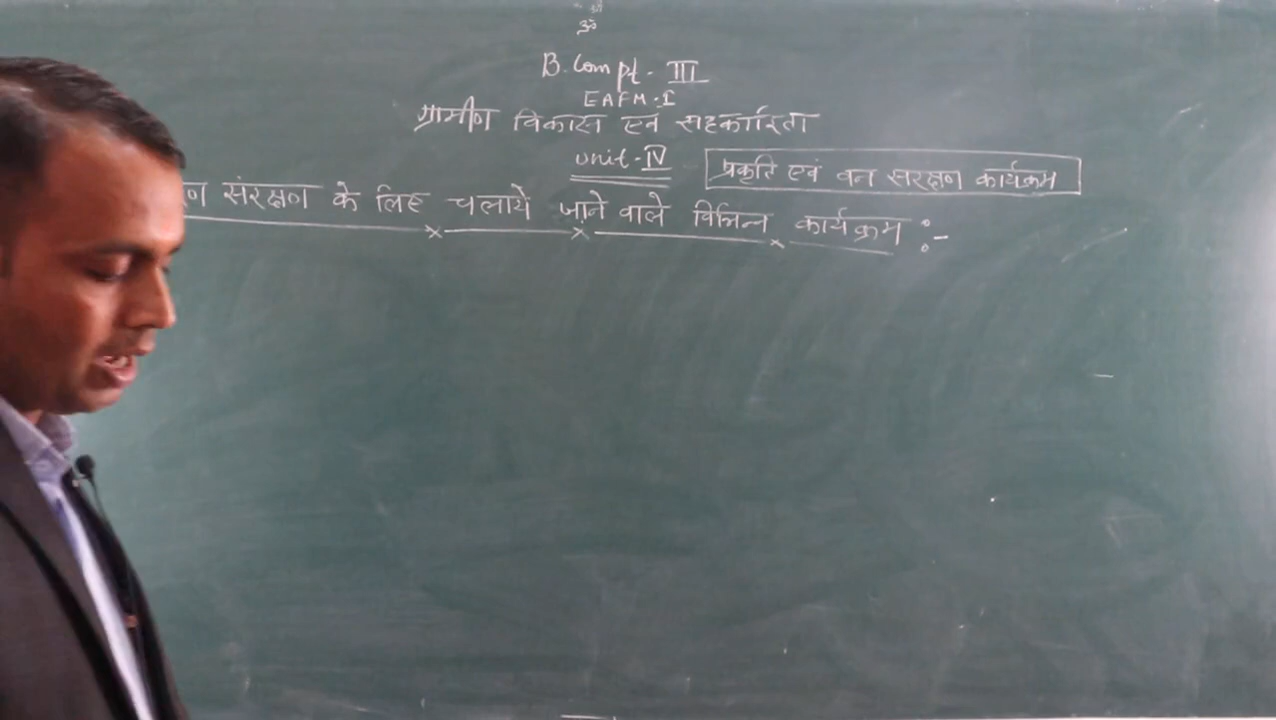 ॐ
B.Com pt - III
EAFM-I
ग्रामीण विकास एवं सहकारिता
Unit-IV प्रकृति एवं वन सरक्षण कार्यक्रम
ण संरक्षण के लिए चलायें जाने वाले विभिन्न कार्यक्रम :-